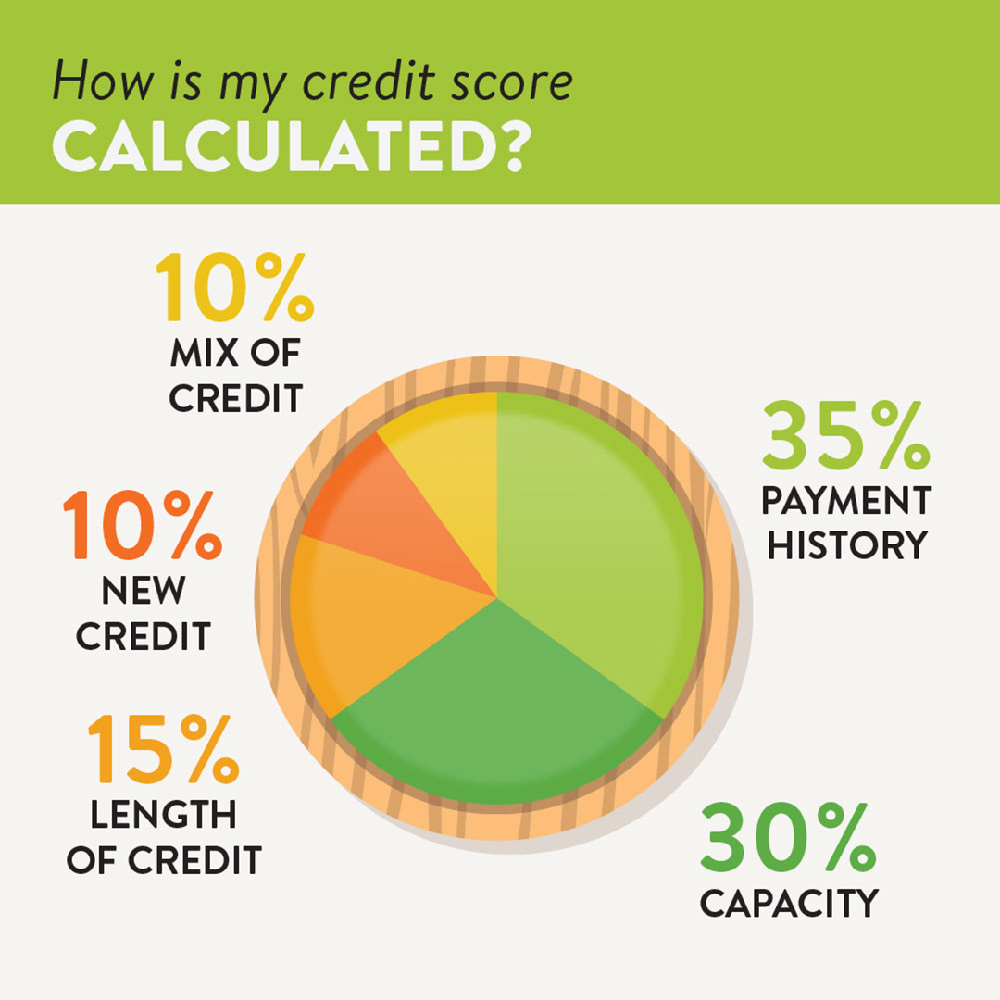 How is my credit score
CALCULATED?
10%
MIX OF
CREDIT
35%
PAYMENT
HISTORY
10%
NEW
CREDIT
15%
LENGTH
OF CREDIT
30%
CAPACITY